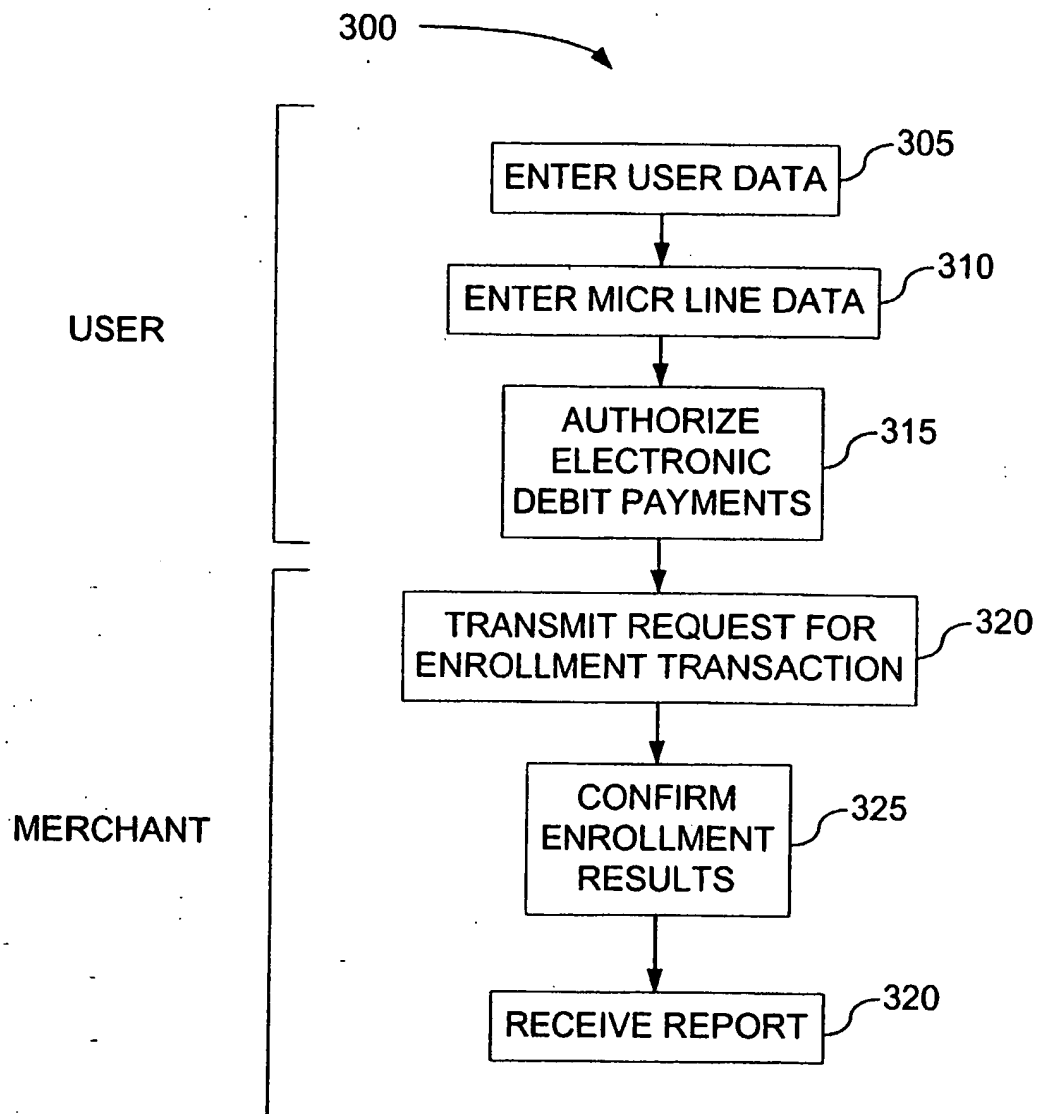 300
ENTER USER DATA
305
ENTER MICR LINE DATA
310
USER
AUTHORIZE
ELECTRONIC
DEBIT PAYMENTS
315
TRANSMIT REQUEST FOR
ENROLLMENT TRANSACTION
320
MERCHANT
CONFIRM
ENROLLMENT
RESULTS
325
RECEIVE REPORT
320